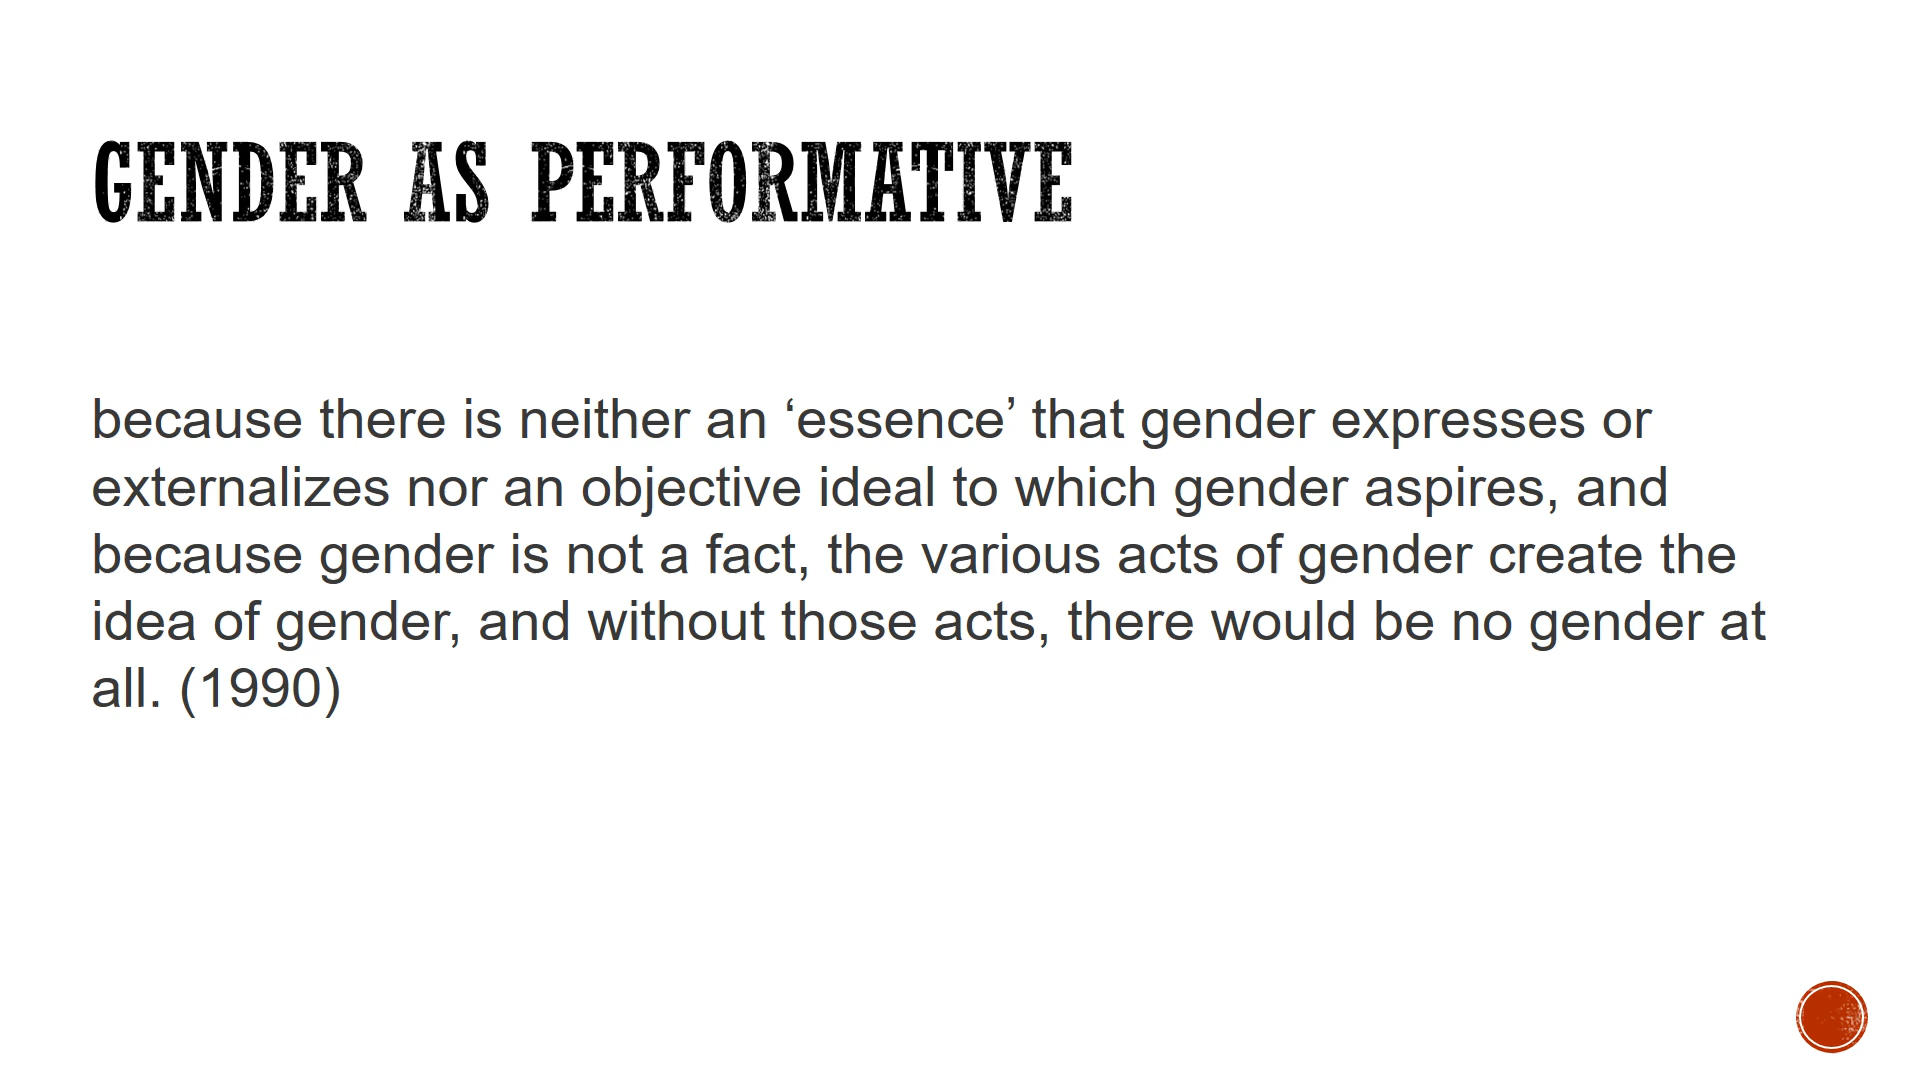 GENDER AS PERFORMATIVE
because there is neither an ‘essence’ that gender expresses or
externalizes nor an objective ideal to which gender aspires, and
because gender is not a fact, the various acts of gender create the
idea of gender, and without those acts, there would be no gender at
all. (1990)